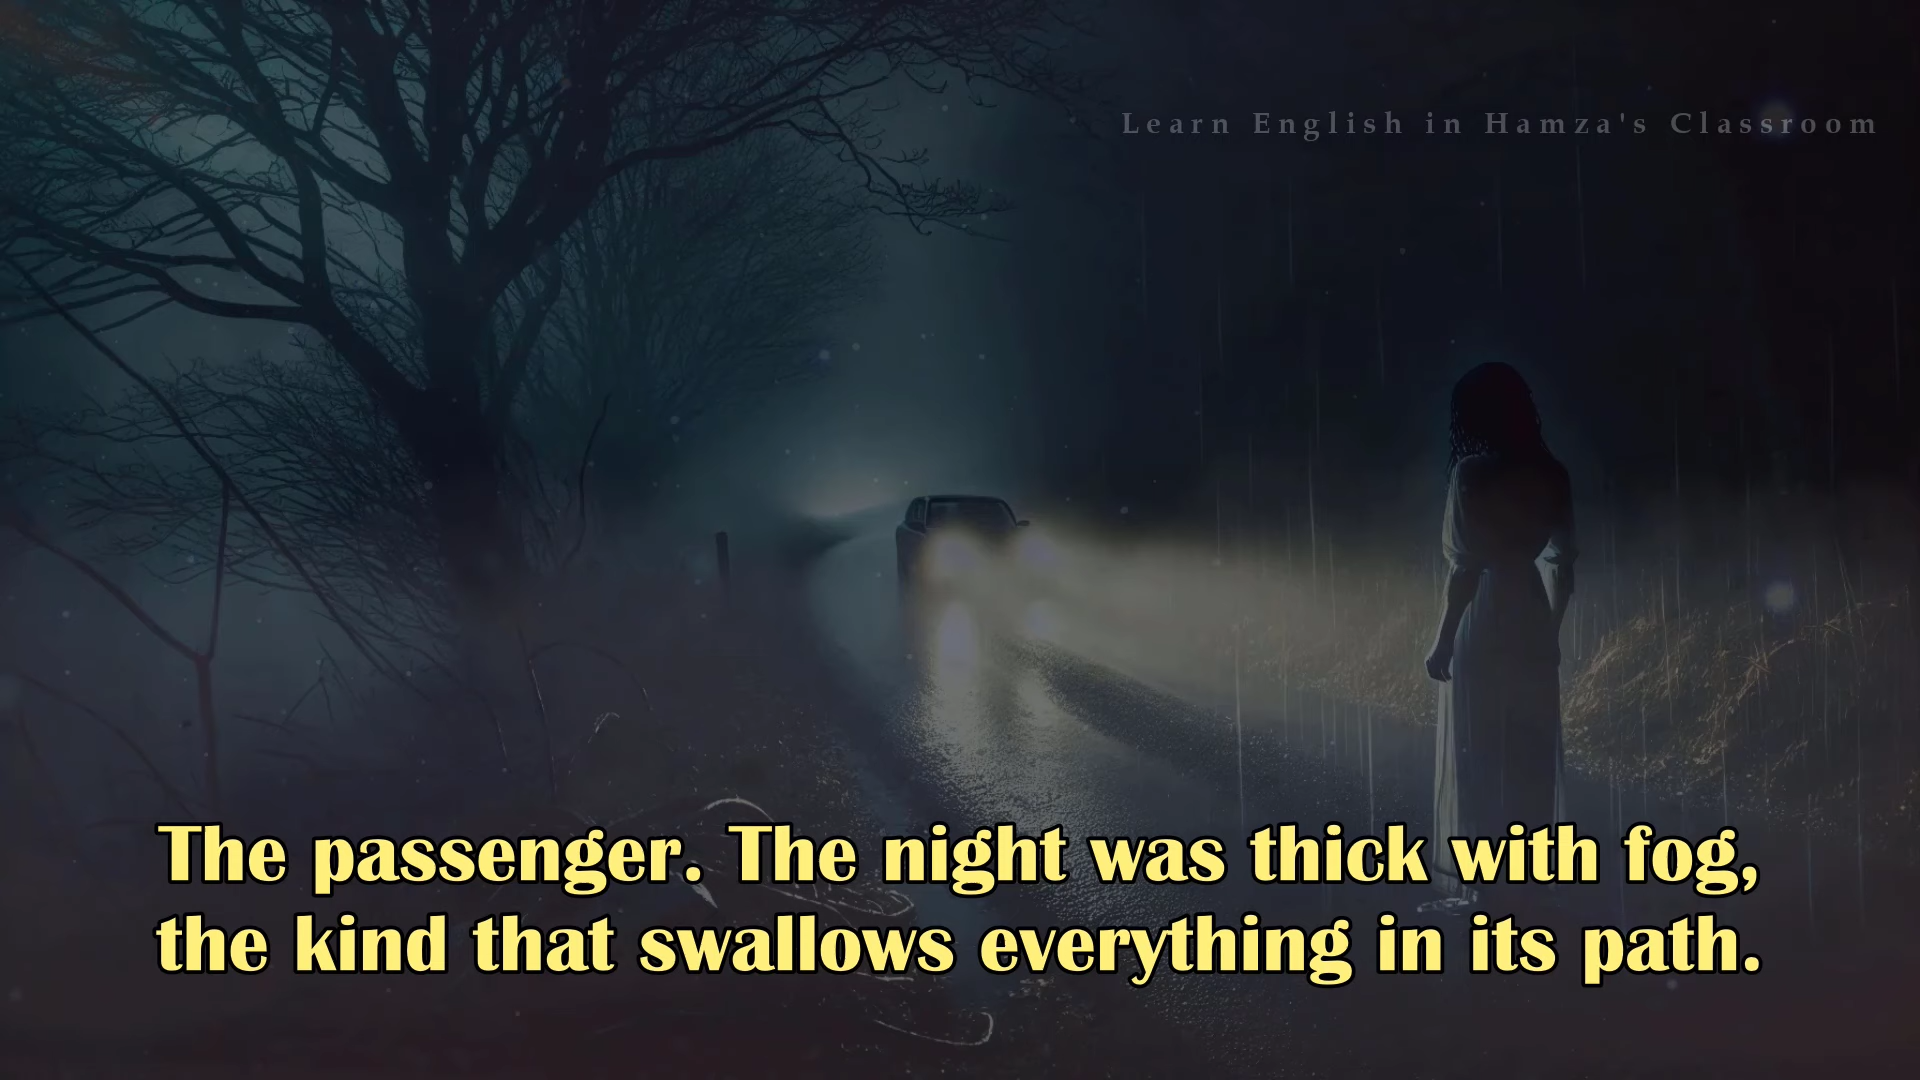 Learn English in Hamza's Classroom
The passenger. The night was thick with fog,
the kind that swallows everything in its path.